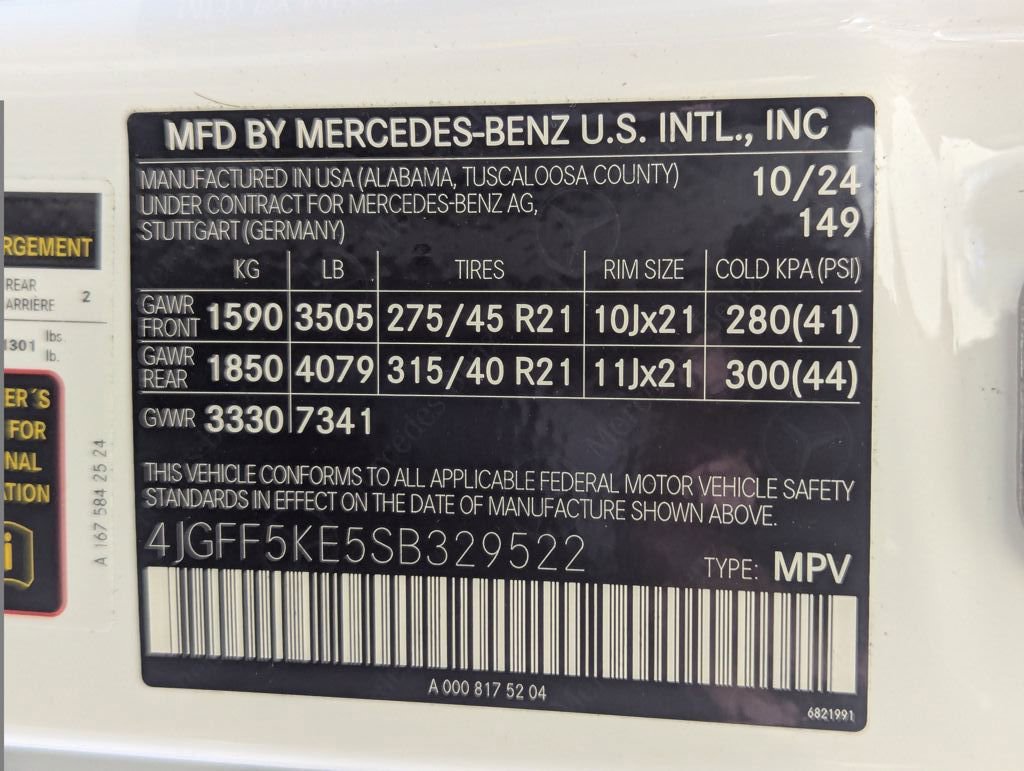 MFD BY MERCEDES-BENZ U.S. INTL., INC
MANUFACTURED IN USA (ALABAMA, TUSCALOOSA COUNTY) 10/24
UNDER CONTRACT FOR MERCEDES-BENZ AG, 149
STUTTGART (GERMANY)
KG LB TIRES RIM SIZE COLD KPA (PSI)
GAWR FRONT 1590 3505 275/45 R21 10Jx21 280(41)
GAWR REAR 1850 4079 315/40 R21 11Jx21 300(44)
GVWR 3330 7341
THIS VEHICLE CONFORMS TO ALL APPLICABLE FEDERAL MOTOR VEHICLE SAFETY
STANDARDS IN EFFECT ON THE DATE OF MANUFACTURE SHOWN ABOVE.
4JGFF5KE5SB329522
TYPE: MPV
A 000 817 52 04
6821991
RGEMENT
REAR
ARRIÈRE 2
1301 lbs.
lb.
ER´S
FOR
NAL
TION
i
A 167 584 25 24